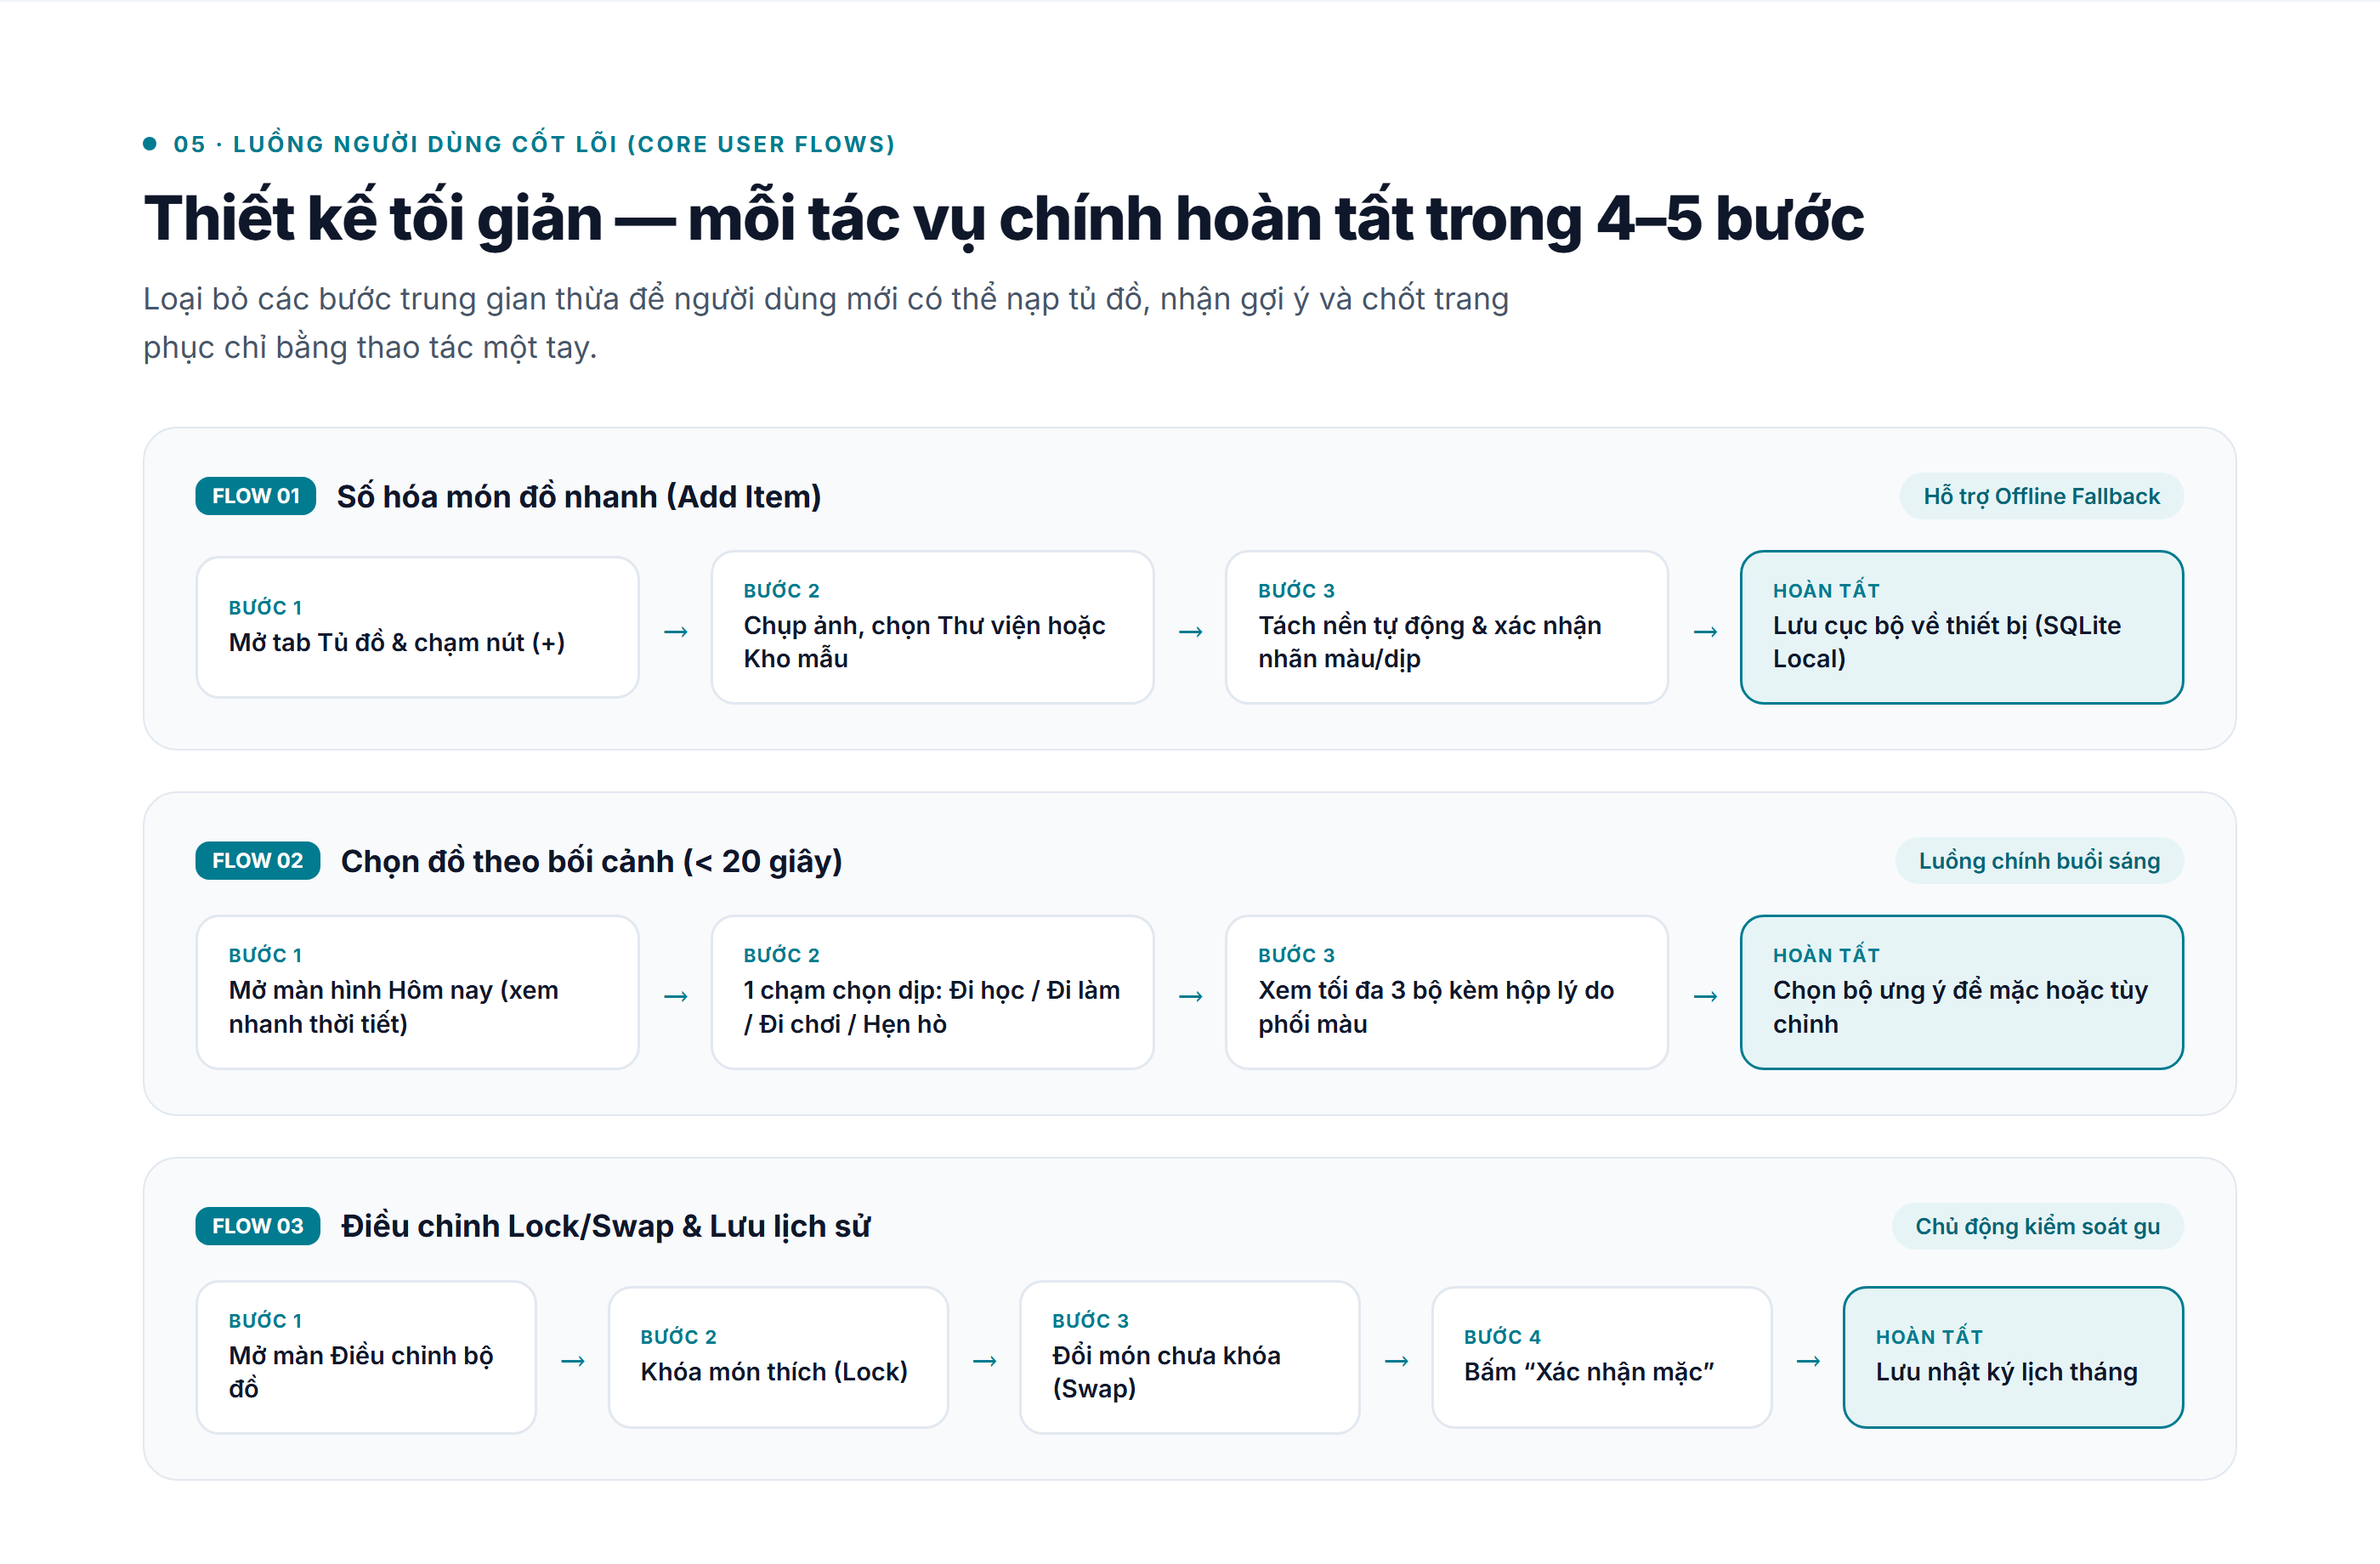 05 · LUỒNG NGƯỜI DÙNG CỐT LÕI (CORE USER FLOWS)
Thiết kế tối giản — mỗi tác vụ chính hoàn tất trong 4–5 bước
Loại bỏ các bước trung gian thừa để người dùng mới có thể nạp tủ đồ, nhận gợi ý và chốt trang
phục chỉ bằng thao tác một tay.
FLOW 01 Số hóa món đồ nhanh (Add Item)
Hỗ trợ Offline Fallback
BƯỚC 1
Mở tab Tủ đồ & chạm nút (+)
→
BƯỚC 2
Chụp ảnh, chọn Thư viện hoặc
Kho mẫu
→
BƯỚC 3
Tách nền tự động & xác nhận
nhãn màu/dịp
→
HOÀN TẤT
Lưu cục bộ về thiết bị (SQLite
Local)
FLOW 02 Chọn đồ theo bối cảnh (< 20 giây)
Luồng chính buổi sáng
BƯỚC 1
Mở màn hình Hôm nay (xem
nhanh thời tiết)
→
BƯỚC 2
1 chạm chọn dịp: Đi học / Đi làm
/ Đi chơi / Hẹn hò
→
BƯỚC 3
Xem tối đa 3 bộ kèm hộp lý do
phối màu
→
HOÀN TẤT
Chọn bộ ưng ý để mặc hoặc tùy
chỉnh
FLOW 03 Điều chỉnh Lock/Swap & Lưu lịch sử
Chủ động kiểm soát gu
BƯỚC 1
Mở màn Điều chỉnh bộ
đồ
→
BƯỚC 2
Khóa món thích (Lock)
→
BƯỚC 3
Đổi món chưa khóa
(Swap)
→
BƯỚC 4
Bấm “Xác nhận mặc”
→
HOÀN TẤT
Lưu nhật ký lịch tháng